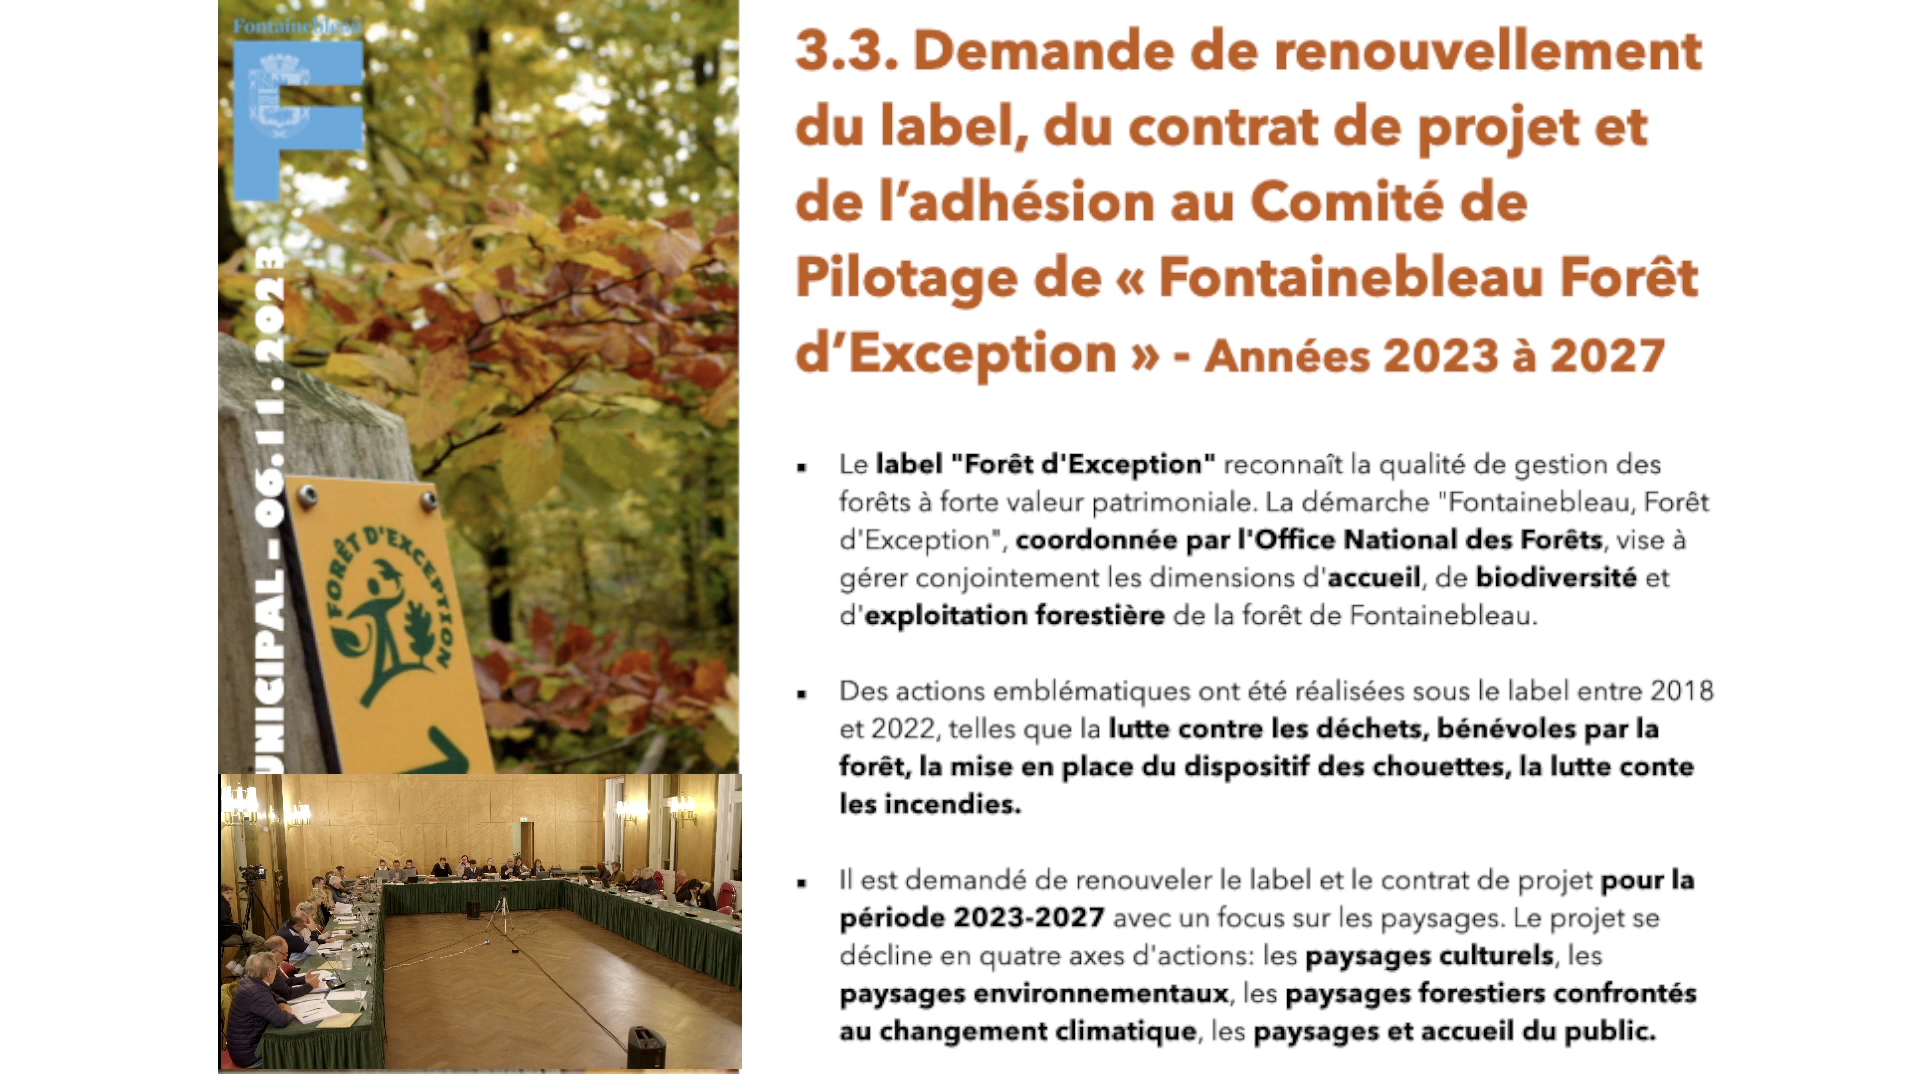 Fontainebleau
UNICIPAL - 06.11.2023
FORÊT D'EXCEPTION
3.3. Demande de renouvellement
du label, du contrat de projet et
de l’adhésion au Comité de
Pilotage de « Fontainebleau Forêt
d’Exception » - Années 2023 à 2027
▪ Le label "Forêt d'Exception" reconnaît la qualité de gestion des
forêts à forte valeur patrimoniale. La démarche "Fontainebleau, Forêt
d'Exception", coordonnée par l'Office National des Forêts, vise à
gérer conjointement les dimensions d'accueil, de biodiversité et
d'exploitation forestière de la forêt de Fontainebleau.
▪ Des actions emblématiques ont été réalisées sous le label entre 2018
et 2022, telles que la lutte contre les déchets, bénévoles par la
forêt, la mise en place du dispositif des chouettes, la lutte conte
les incendies.
▪ Il est demandé de renouveler le label et le contrat de projet pour la
période 2023-2027 avec un focus sur les paysages. Le projet se
décline en quatre axes d'actions: les paysages culturels, les
paysages environnementaux, les paysages forestiers confrontés
au changement climatique, les paysages et accueil du public.